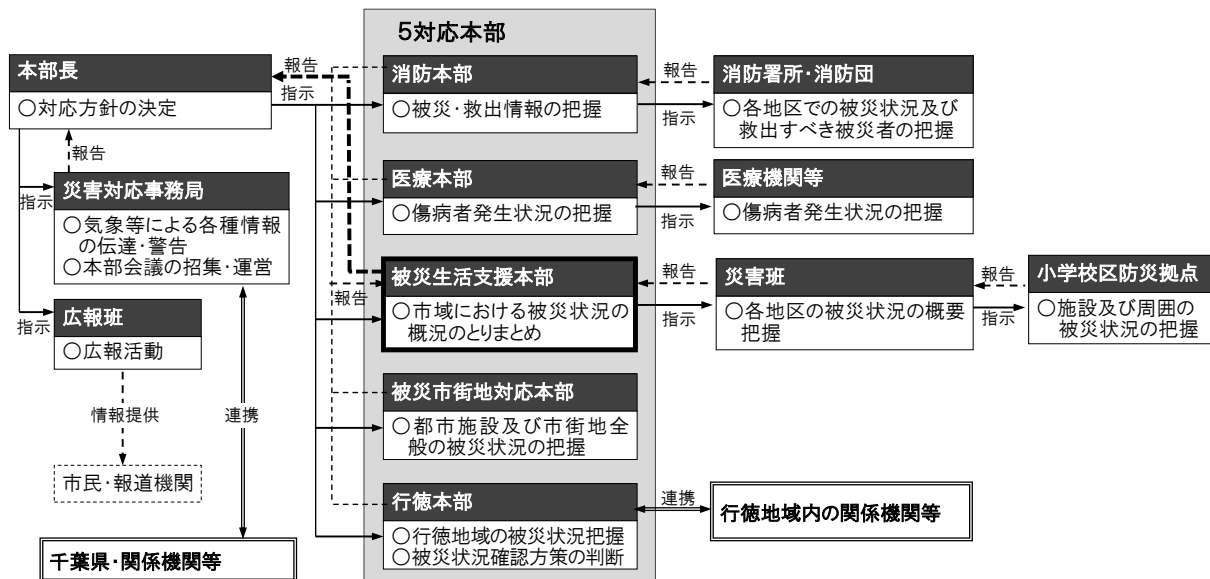 5対応本部
本部長
○対応方針の決定
報告
指示
報告
指示
災害対応事務局
○気象等による各種情報
の伝達・警告
○本部会議の招集・運営
指示
広報班
○広報活動
情報提供
市民・報道機関
連携
千葉県・関係機関等
消防本部
○被災・救出情報の把握
報告
指示
消防署所・消防団
○各地区での被災状況及び
救出すべき被災者の把握
医療本部
○傷病者発生状況の把握
報告
指示
医療機関等
○傷病者発生状況の把握
報告
被災生活支援本部
○市域における被災状況の
概況のとりまとめ
報告
指示
災害班
○各地区の被災状況の概要
把握
報告
指示
小学校区防災拠点
○施設及び周囲の
被災状況の把握
被災市街地対応本部
○都市施設及び市街地全
般の被災状況の把握
行徳本部
○行徳地域の被災状況把握
○被災状況確認方策の判断
連携
行徳地域内の関係機関等